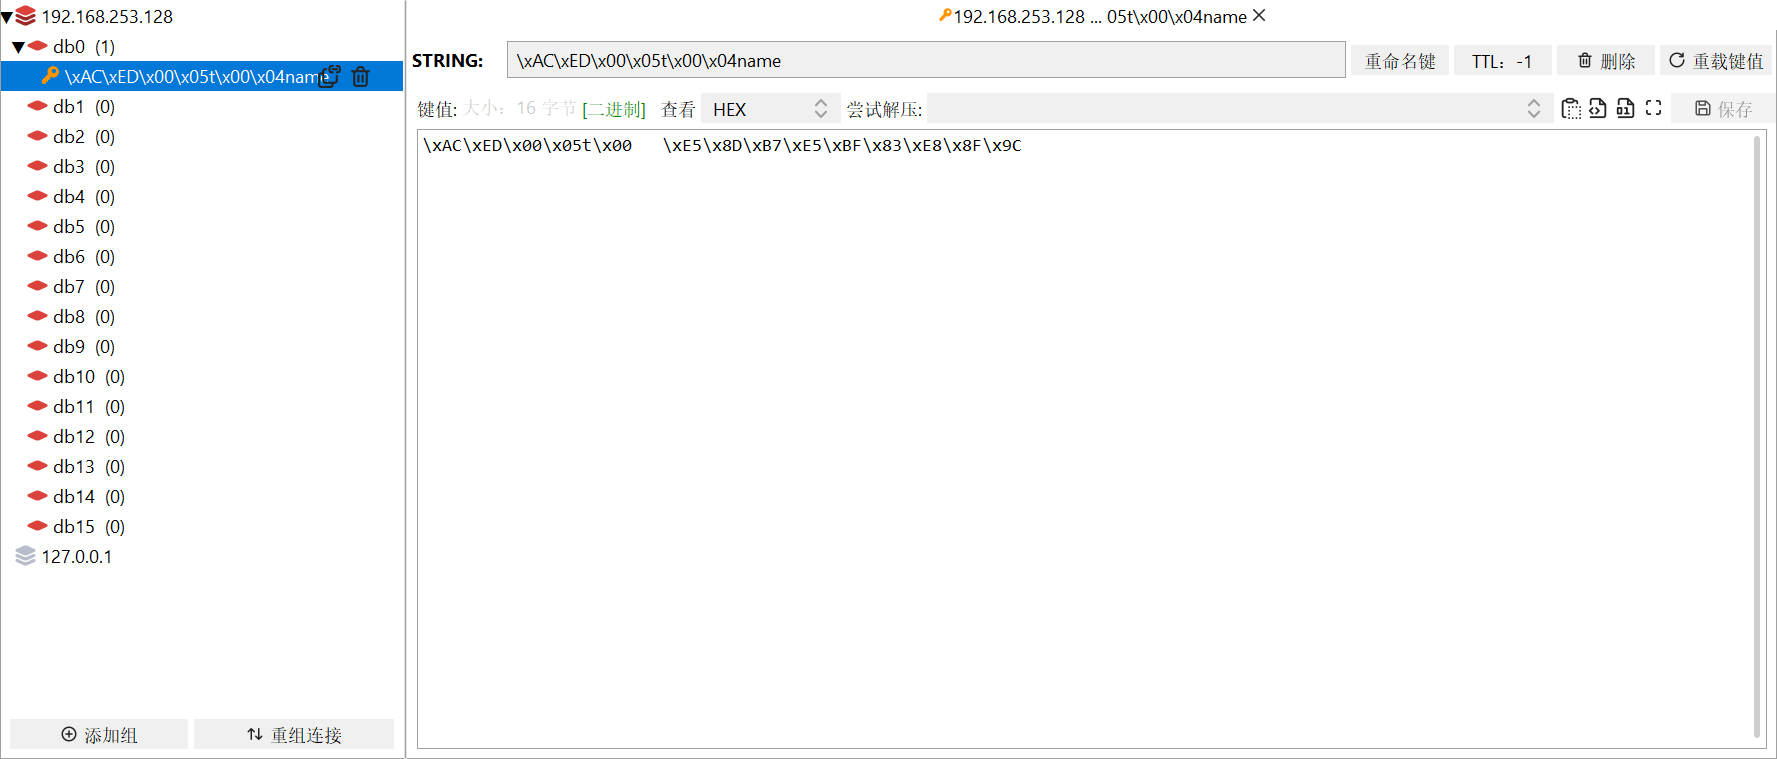 192.168.253.128
db0 (1)
\xAC\xED\x00\x05t\x00\x04name
db1 (0)
db2 (0)
db3 (0)
db4 (0)
db5 (0)
db6 (0)
db7 (0)
db8 (0)
db9 (0)
db10 (0)
db11 (0)
db12 (0)
db13 (0)
db14 (0)
db15 (0)
127.0.0.1
添加组 重组连接
192.168.253.128 ... 05t\x00\x04name
STRING: \xAC\xED\x00\x05t\x00\x04name 重命名键 TTL：-1 删除 重载键值
键值: 大小：16 字节 [二进制] 查看 HEX 尝试解压: 保存
\xAC\xED\x00\x05t\x00 \xE5\x8D\xB7\xE5\xBF\x83\xE8\x8F\x9C